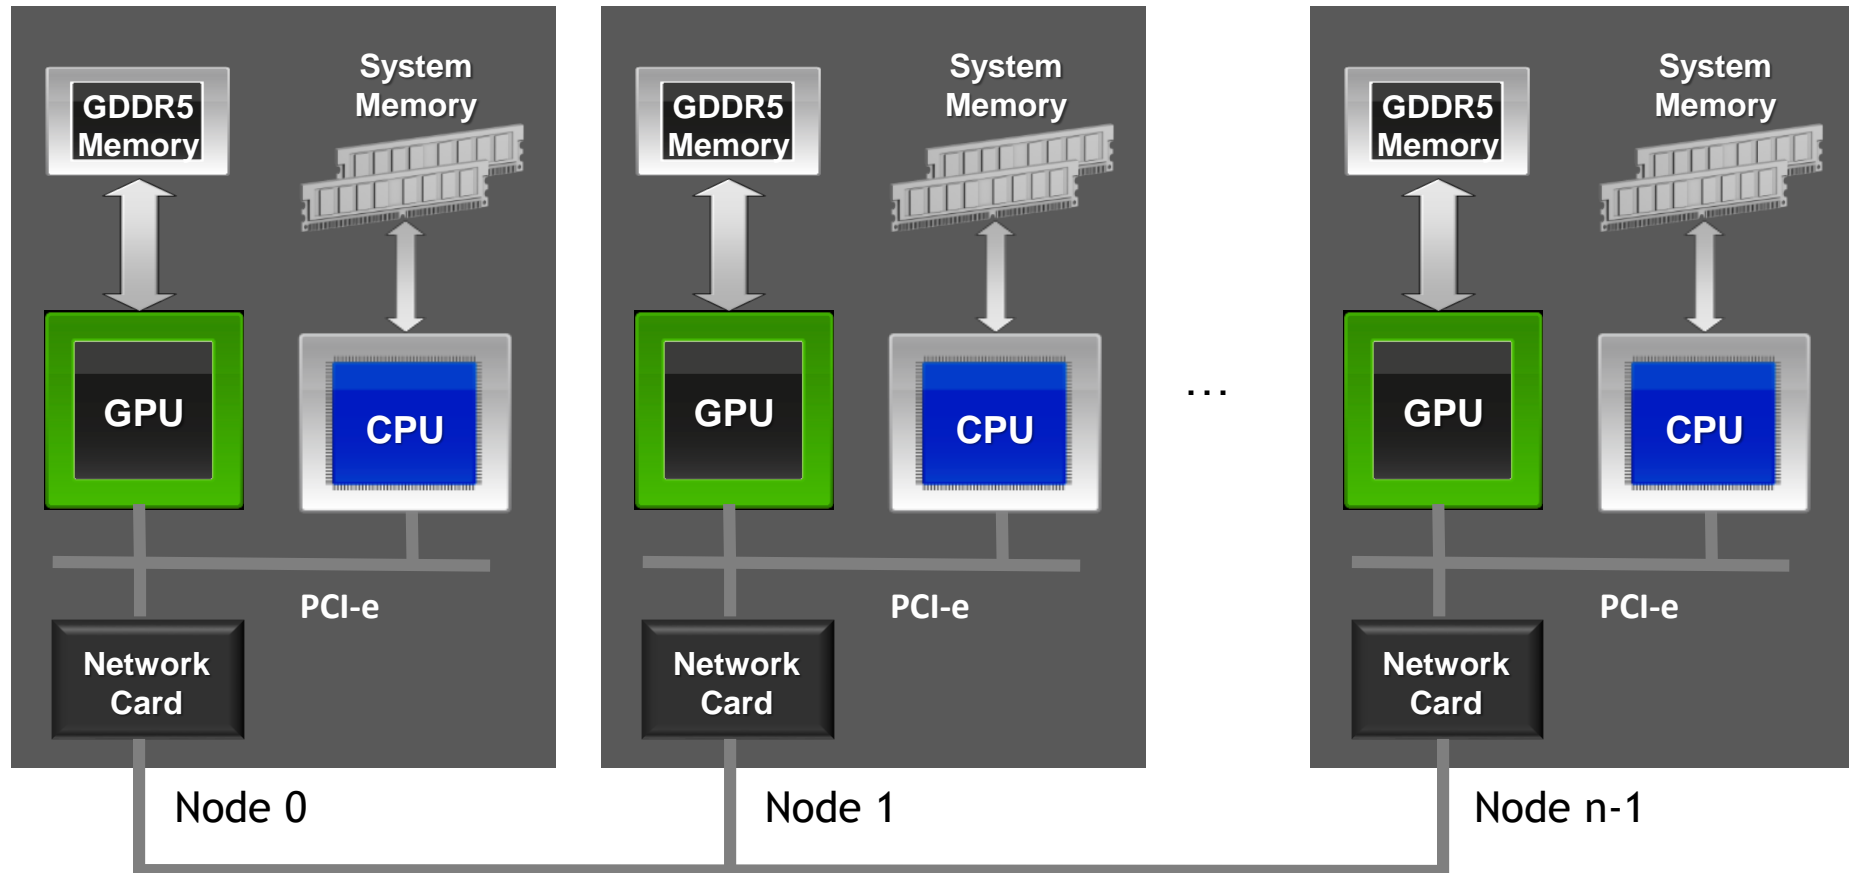 GDDR5
Memory
System
Memory
GPU
CPU
PCI-e
Network
Card
Node 0
GDDR5
Memory
System
Memory
GPU
CPU
PCI-e
Network
Card
Node 1
...
GDDR5
Memory
System
Memory
GPU
CPU
PCI-e
Network
Card
Node n-1